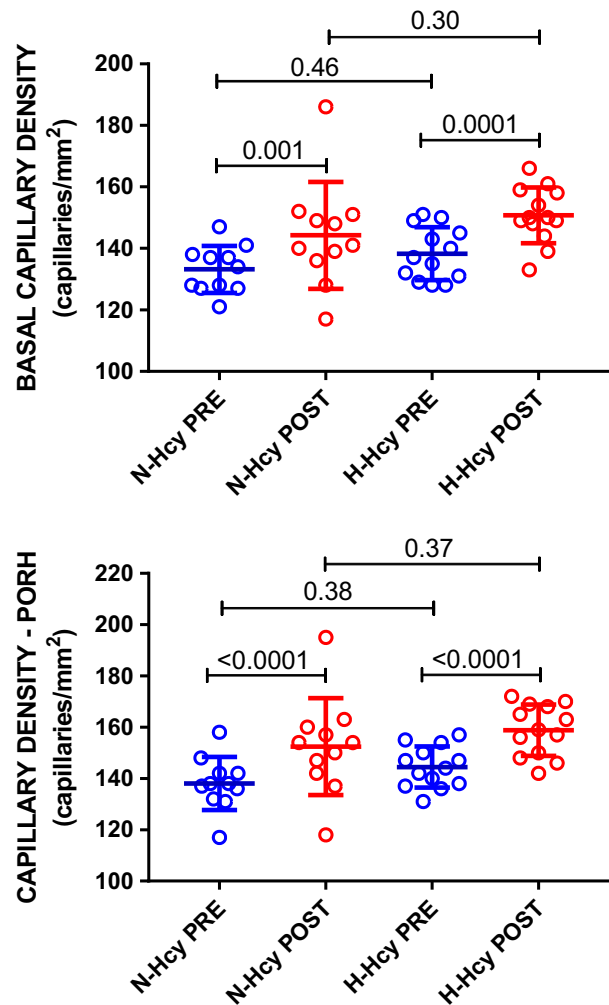 0.30
200
0.46
BASAL CAPILLARY DENSITY
(capillaries/mm²)
180
0.0001
0.001
160
140
120
100
N-Hcy PRE
N-Hcy POST
H-Hcy PRE
H-Hcy POST
0.37
220
0.38
CAPILLARY DENSITY - PORH
(capillaries/mm²)
200
<0.0001
<0.0001
180
160
140
120
100
N-Hcy PRE
N-Hcy POST
H-Hcy PRE
H-Hcy POST